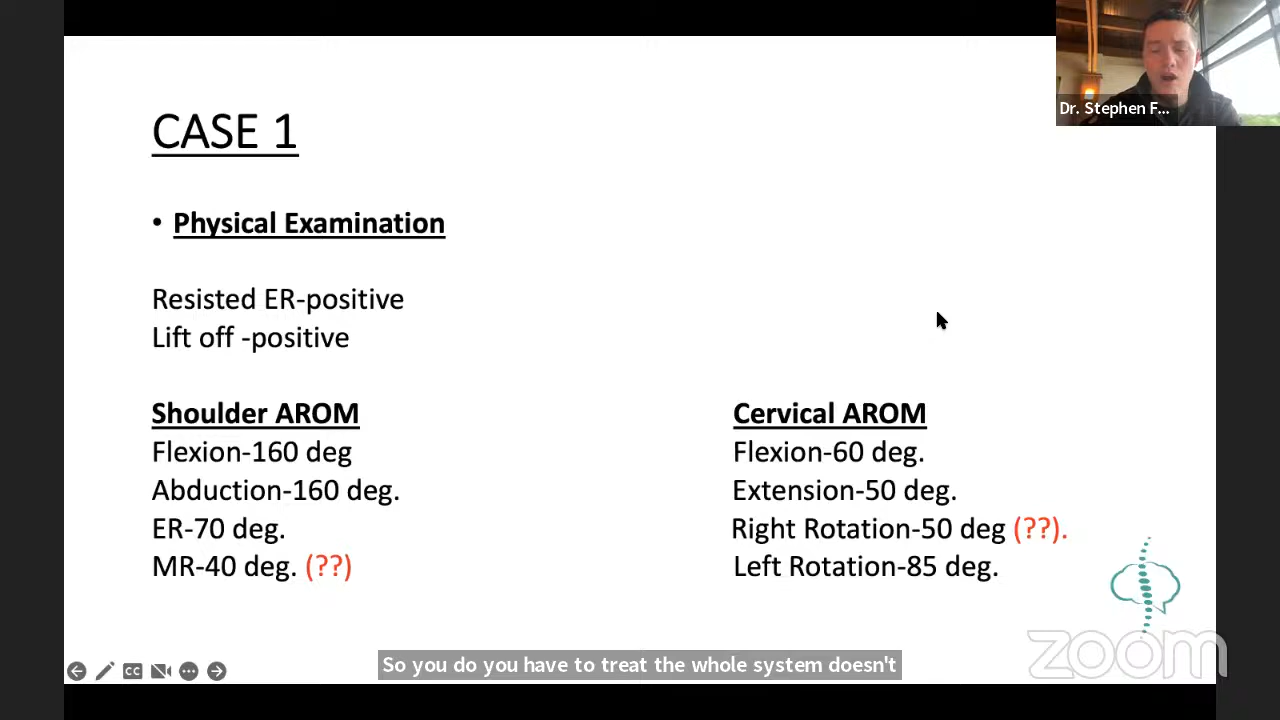 Dr. Stephen F...
CASE 1
• Physical Examination
Resisted ER-positive
Lift off -positive
Shoulder AROM
Flexion-160 deg
Abduction-160 deg.
ER-70 deg.
MR-40 deg. (??)
Cervical AROM
Flexion-60 deg.
Extension-50 deg.
Right Rotation-50 deg (??).
Left Rotation-85 deg.
zoom
CC
So you do you have to treat the whole system doesn't